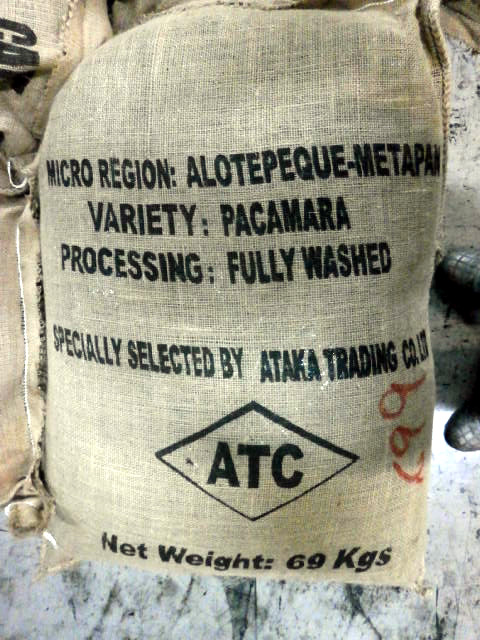 MICRO REGION: ALOTEPEQUE-METAPAN
VARIETY: PACAMARA
PROCESSING: FULLY WASHED
SPECIALLY SELECTED BY ATAKA TRADING CO. LTD
ATC
Net Weight: 69 Kgs